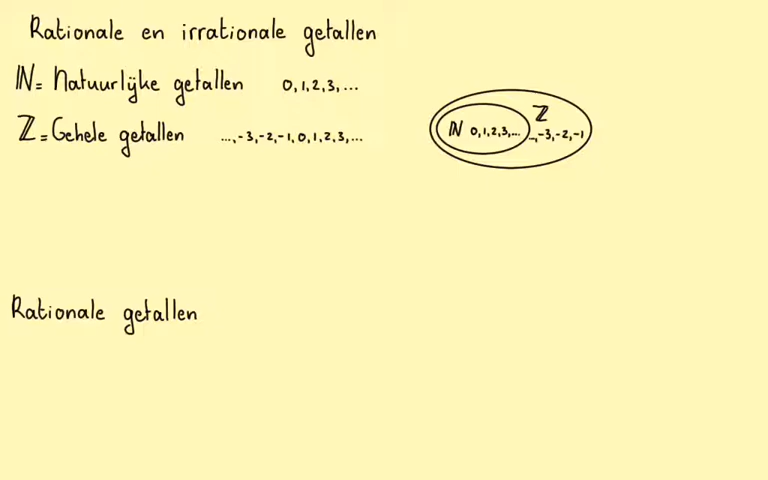 Rationale en irrationale getallen
ℕ= Natuurlijke getallen 0,1,2,3,...
ℤ=Gehele getallen ...,-3,-2,-1,0,1,2,3,...
ℤ
ℕ 0,1,2,3,... ...,-3,-2,-1
Rationale getallen